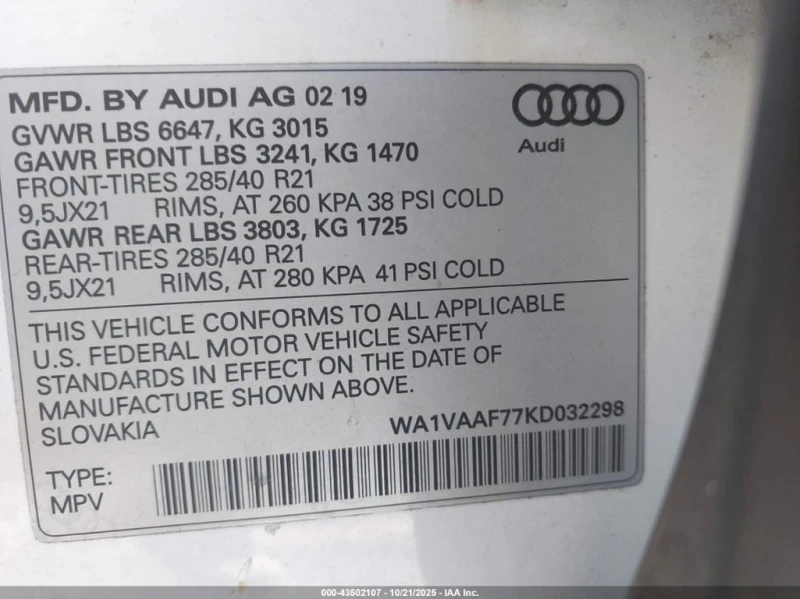 MFD. BY AUDI AG 02 19
GVWR LBS 6647, KG 3015
GAWR FRONT LBS 3241, KG 1470
FRONT-TIRES 285/40 R21
9,5JX21 RIMS, AT 260 KPA 38 PSI COLD
GAWR REAR LBS 3803, KG 1725
REAR-TIRES 285/40 R21
9,5JX21 RIMS, AT 280 KPA 41 PSI COLD
Audi
THIS VEHICLE CONFORMS TO ALL APPLICABLE
U.S. FEDERAL MOTOR VEHICLE SAFETY
STANDARDS IN EFFECT ON THE DATE OF
MANUFACTURE SHOWN ABOVE.
SLOVAKIA
WA1VAAF77KD032298
TYPE:
MPV
000-43502107 - 10/21/2025 - IAA Inc.